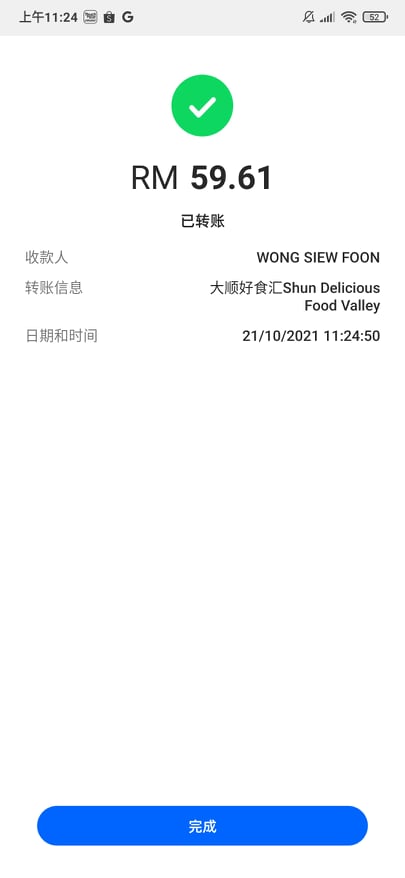 上午11:24
52
RM 59.61
已转账
收款人 WONG SIEW FOON
转账信息 大顺好食汇Shun Delicious
Food Valley
日期和时间 21/10/2021 11:24:50
完成